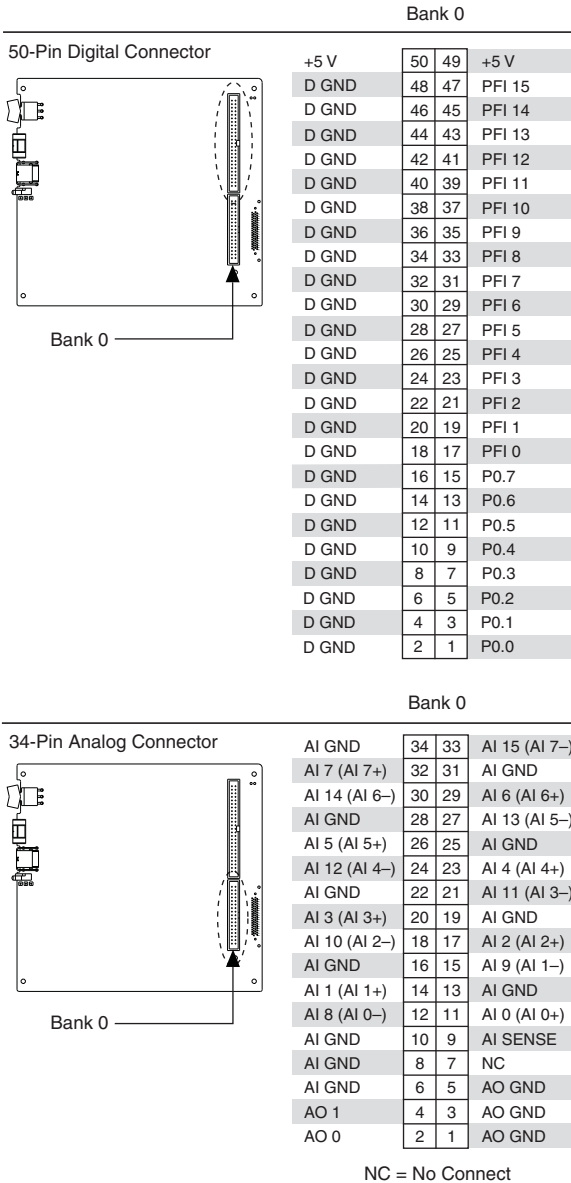 Bank 0
50-Pin Digital Connector
+5 V 50 49 +5 V
D GND 48 47 PFI 15
D GND 46 45 PFI 14
D GND 44 43 PFI 13
D GND 42 41 PFI 12
D GND 40 39 PFI 11
D GND 38 37 PFI 10
D GND 36 35 PFI 9
D GND 34 33 PFI 8
D GND 32 31 PFI 7
D GND 30 29 PFI 6
D GND 28 27 PFI 5
D GND 26 25 PFI 4
D GND 24 23 PFI 3
D GND 22 21 PFI 2
D GND 20 19 PFI 1
D GND 18 17 PFI 0
D GND 16 15 P0.7
D GND 14 13 P0.6
D GND 12 11 P0.5
D GND 10 9 P0.4
D GND 8 7 P0.3
D GND 6 5 P0.2
D GND 4 3 P0.1
D GND 2 1 P0.0
Bank 0
Bank 0
34-Pin Analog Connector
AI GND 34 33 AI 15 (AI 7–)
AI 7 (AI 7+) 32 31 AI GND
AI 14 (AI 6–) 30 29 AI 6 (AI 6+)
AI GND 28 27 AI 13 (AI 5–)
AI 5 (AI 5+) 26 25 AI GND
AI 12 (AI 4–) 24 23 AI 4 (AI 4+)
AI GND 22 21 AI 11 (AI 3–)
AI 3 (AI 3+) 20 19 AI GND
AI 10 (AI 2–) 18 17 AI 2 (AI 2+)
AI GND 16 15 AI 9 (AI 1–)
AI 1 (AI 1+) 14 13 AI GND
AI 8 (AI 0–) 12 11 AI 0 (AI 0+)
AI GND 10 9 AI SENSE
AI GND 8 7 NC
AI GND 6 5 AO GND
AO 1 4 3 AO GND
AO 0 2 1 AO GND
Bank 0
NC = No Connect